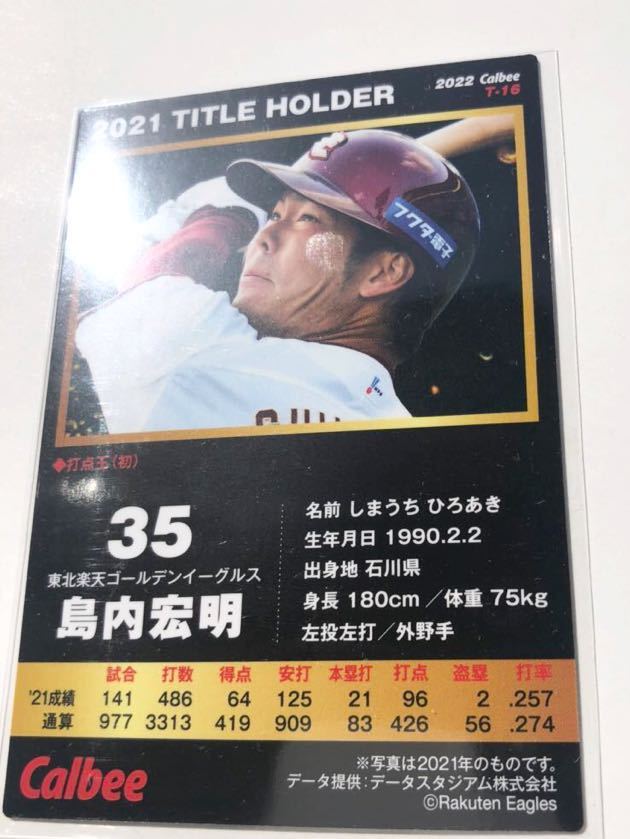 2022 Calbee
T-16
2021 TITLE HOLDER
E
フクダ電子
◆打点王(初)
35
東北楽天ゴールデンイーグルス
島内宏明
名前 しまうち ひろあき
生年月日 1990.2.2
出身地 石川県
身長 180cm／体重 75kg
左投左打／外野手
試合 打数 得点 安打 本塁打 打点 盗塁 打率
'21成績 141 486 64 125 21 96 2 .257
通算 977 3313 419 909 83 426 56 .274
Calbee
※写真は2021年のものです。
データ提供:データスタジアム株式会社
©Rakuten Eagles